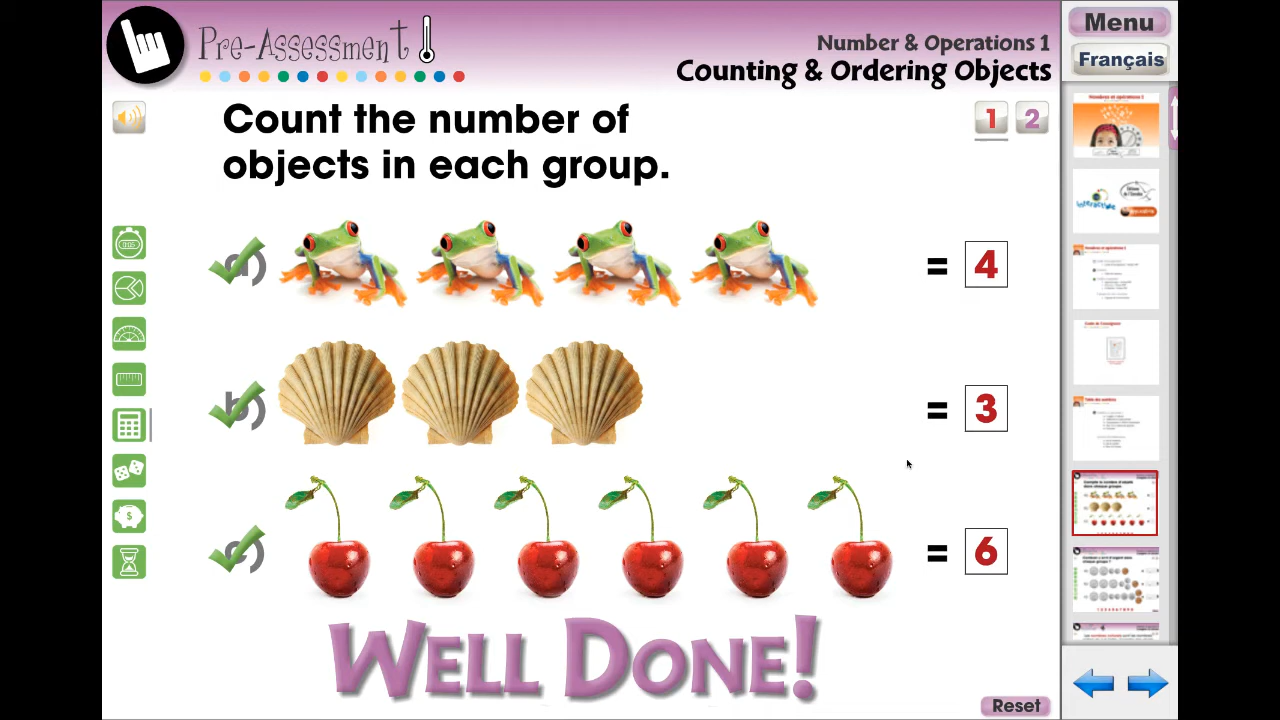 Pre-Assessment
Number & Operations 1
Counting & Ordering Objects
Menu
Français
Count the number of
objects in each group.
1 2
a)
= 4
b)
= 3
c)
= 6
WELL DONE!
Reset